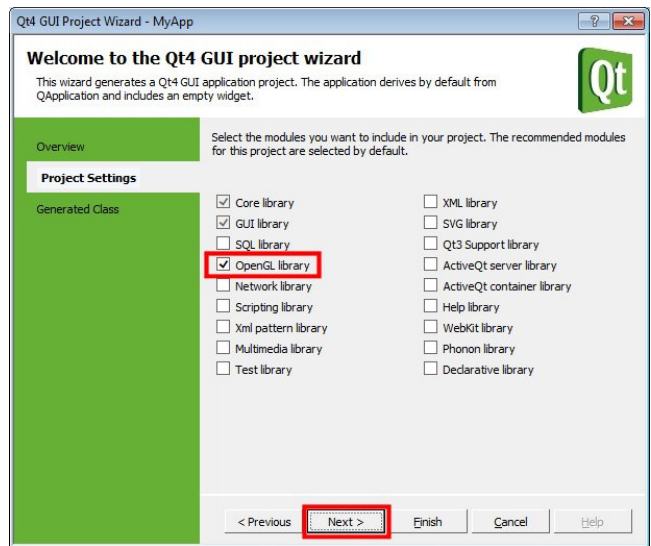 Qt4 GUI Project Wizard - MyApp
Welcome to the Qt4 GUI project wizard
This wizard generates a Qt4 GUI application project. The application derives by default from
QApplication and includes an empty widget.
Qt
Overview
Project Settings
Generated Class
Select the modules you want to include in your project. The recommended modules
for this project are selected by default.
Core library
GUI library
SQL library
OpenGL library
Network library
Scripting library
Xml pattern library
Multimedia library
Test library
XML library
SVG library
Qt3 Support library
ActiveQt server library
ActiveQt container library
Help library
WebKit library
Phonon library
Declarative library
< Previous
Next >
Finish
Cancel
Help